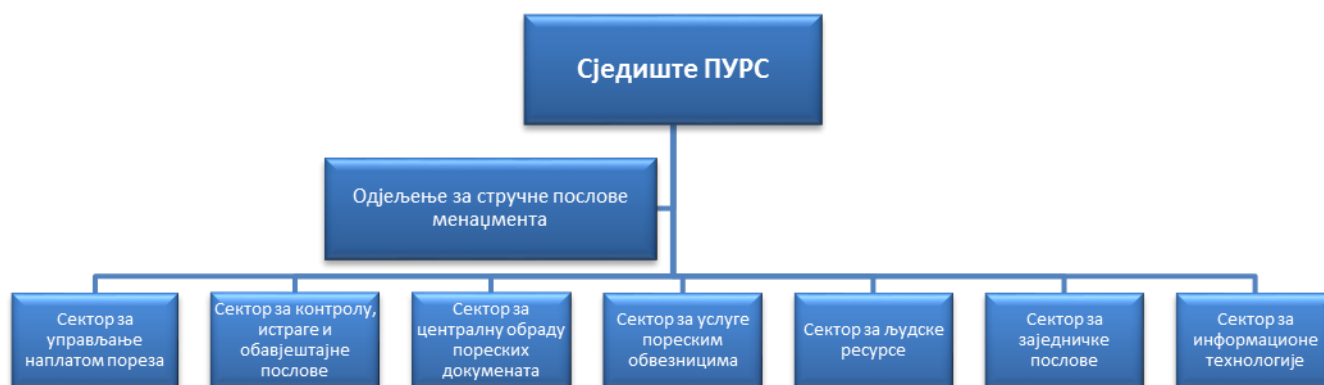 Сједиште ПУРС
Одјељење за стручне послове
менаџмента
Сектор за
управљање
наплатом пореза
Сектор за контролу,
истраге и
обавјештајне
послове
Сектор за
централну обраду
пореских
докумената
Сектор за услуге
пореским
обвезницима
Сектор за људске
ресурсе
Сектор за
заједничке
послове
Сектор за
информационе
технологије